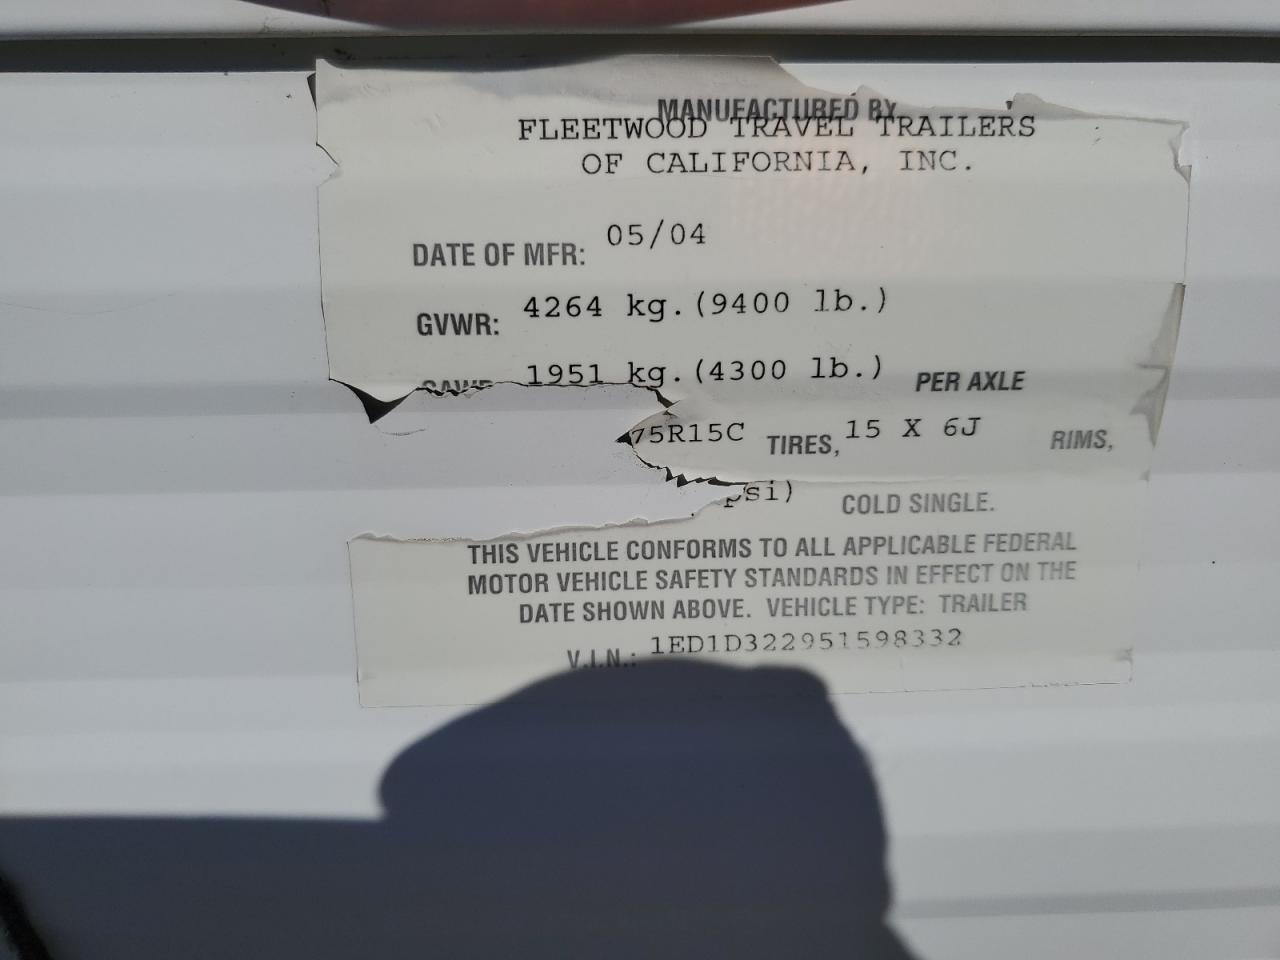 MANUFACTURED BY
FLEETWOOD TRAVEL TRAILERS
OF CALIFORNIA, INC.
DATE OF MFR: 05/04
GVWR: 4264 kg.(9400 lb.)
GAWR 1951 kg.(4300 lb.) PER AXLE
75R15C TIRES, 15 X 6J RIMS,
psi) COLD SINGLE.
THIS VEHICLE CONFORMS TO ALL APPLICABLE FEDERAL
MOTOR VEHICLE SAFETY STANDARDS IN EFFECT ON THE
DATE SHOWN ABOVE. VEHICLE TYPE: TRAILER
V.I.N.: 1ED1D322951598332